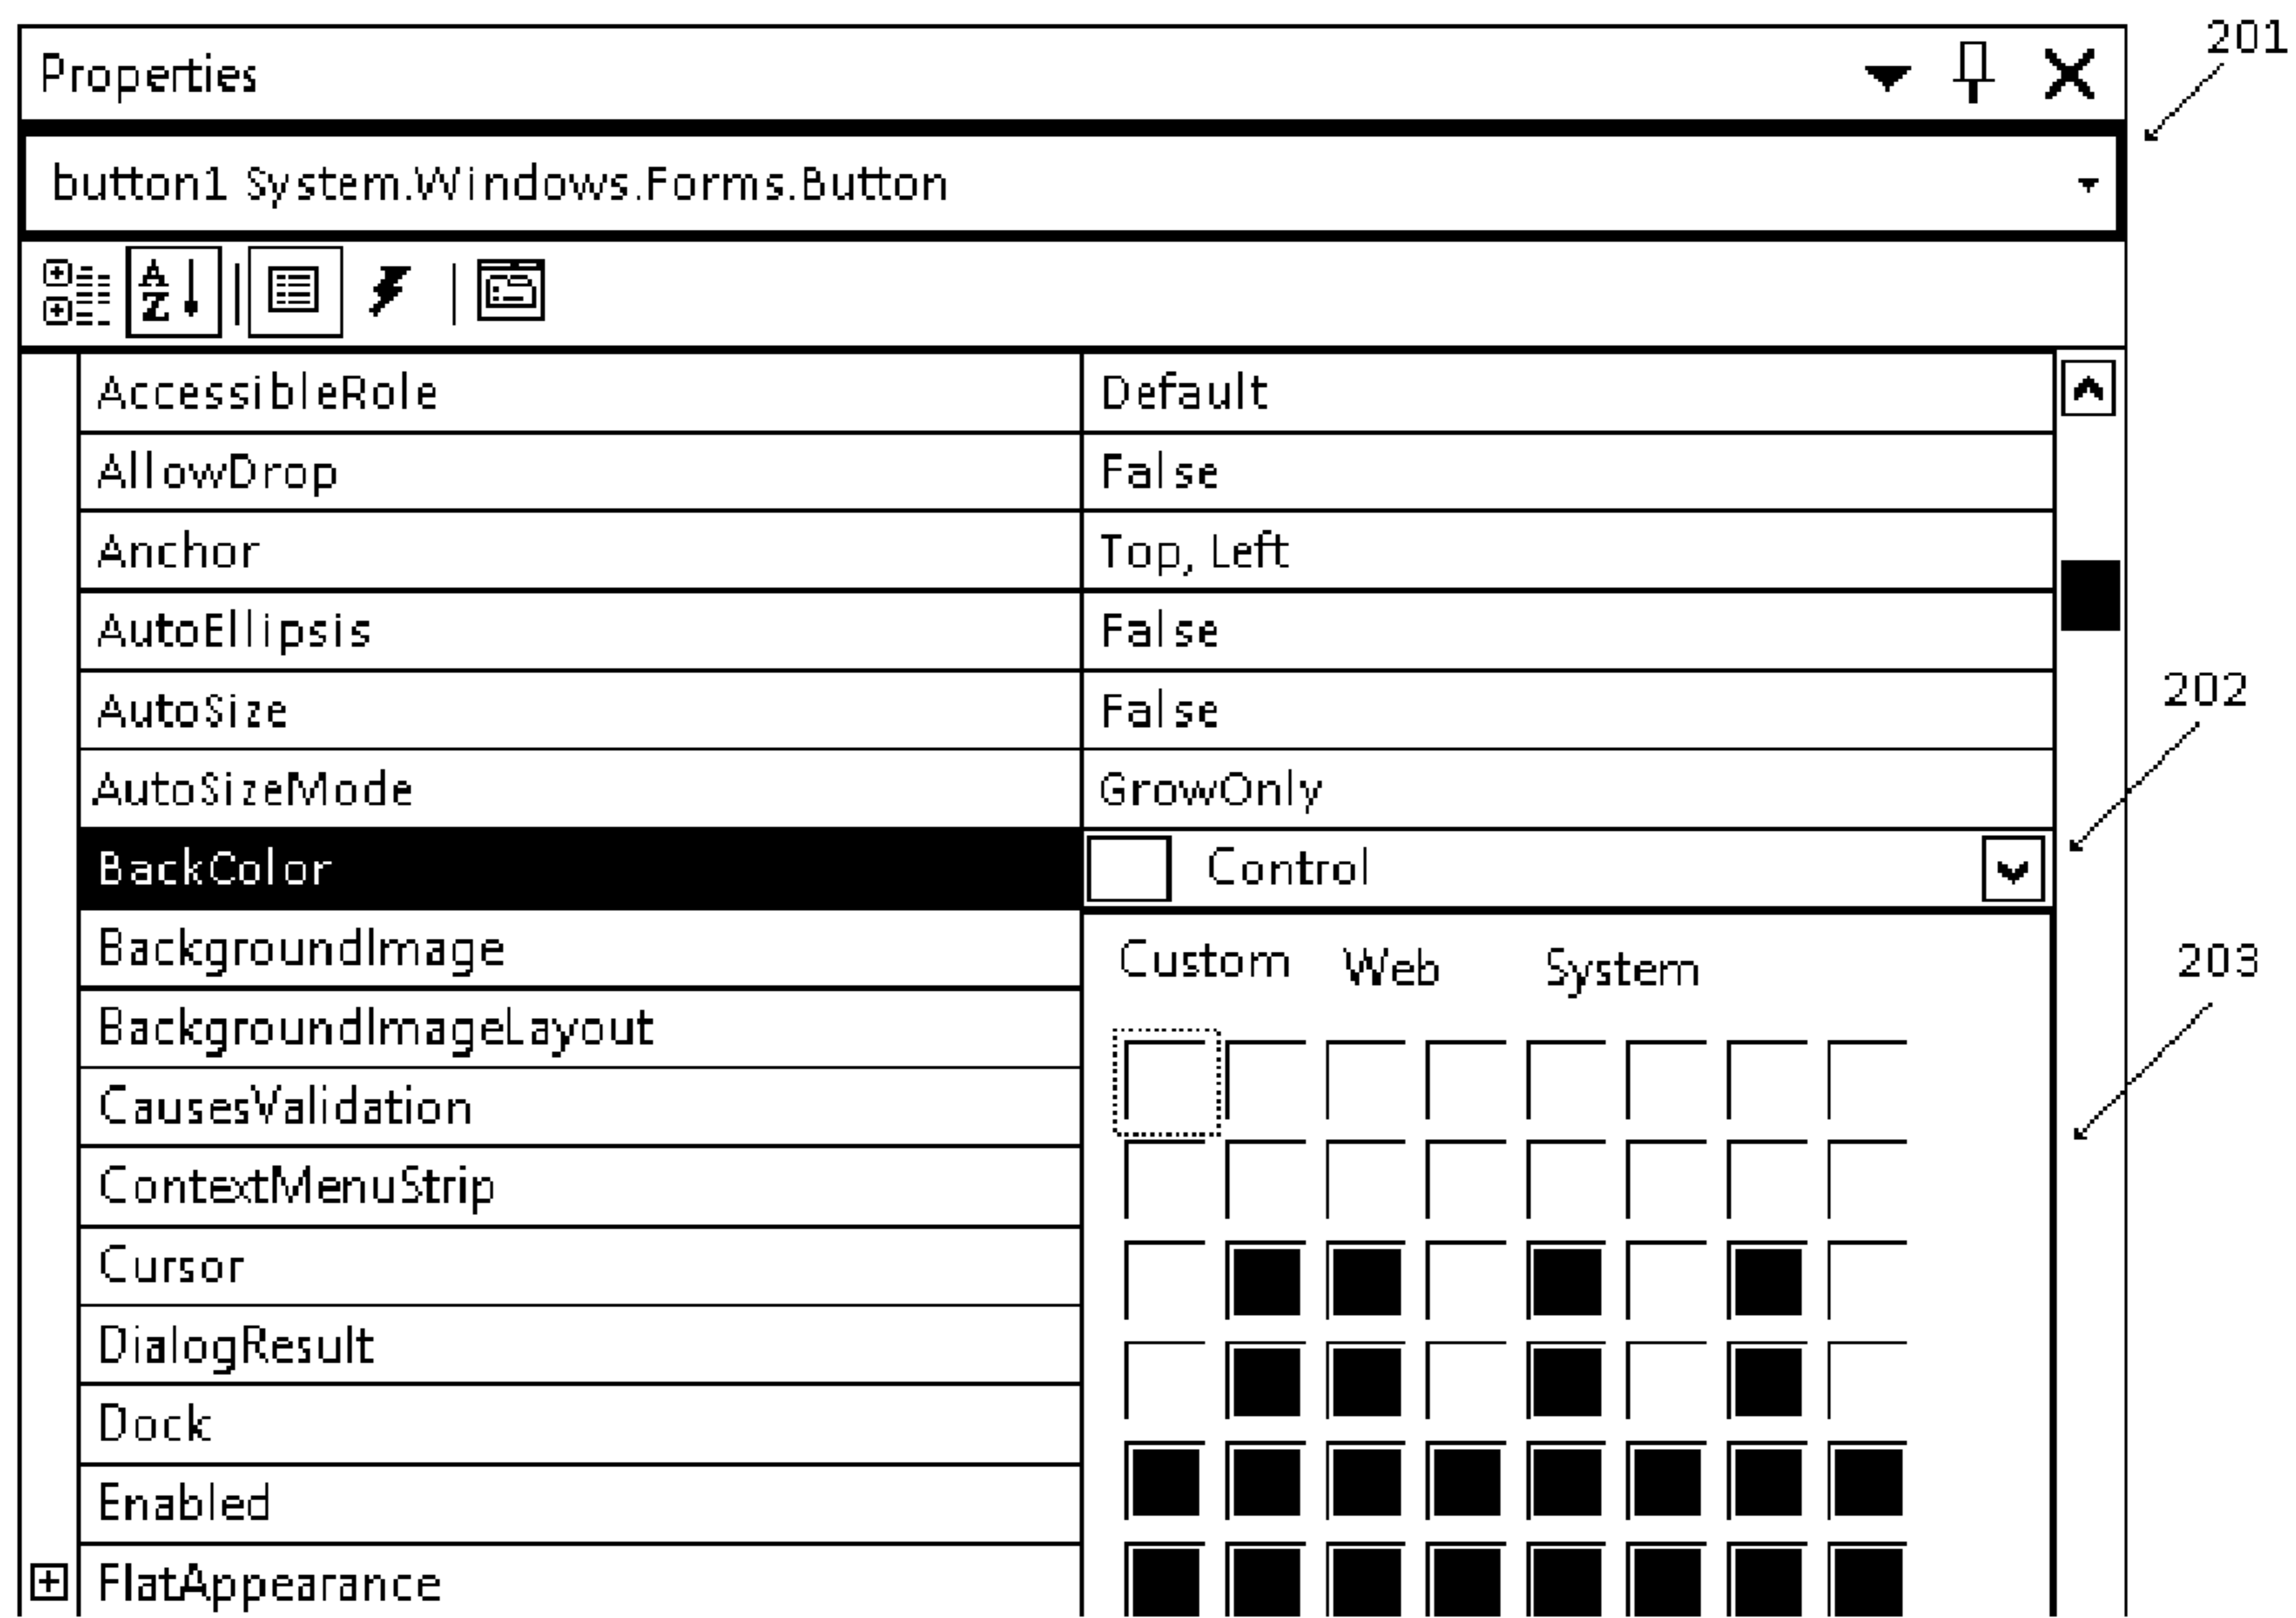 201
Properties
button1 System.Windows.Forms.Button
A
Z
AccessibleRole Default
AllowDrop False
Anchor Top, Left
AutoEllipsis False
AutoSize False
202
AutoSizeMode GrowOnly
BackColor Control
BackgroundImage
Custom Web System
203
BackgroundImageLayout
CausesValidation
ContextMenuStrip
Cursor
DialogResult
Dock
Enabled
FlatAppearance